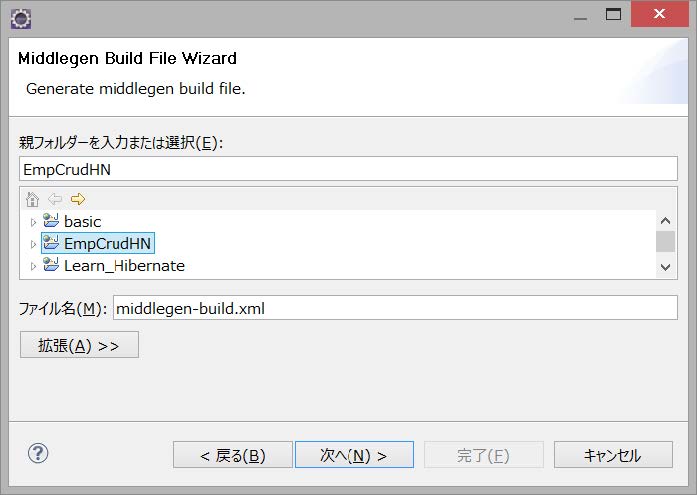 Middlegen Build File Wizard
Generate middlegen build file.
親フォルダーを入力または選択(E):
EmpCrudHN
basic
EmpCrudHN
Learn_Hibernate
ファイル名(M): middlegen-build.xml
拡張(A) >>
< 戻る(B) 次へ(N) > 完了(F) キャンセル